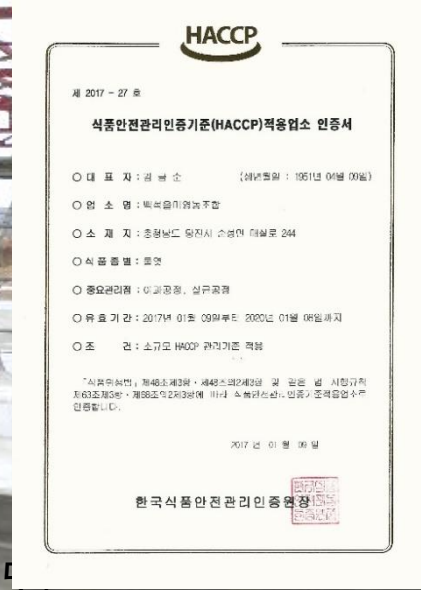 HACCP
제 2017 - 27 호
식품안전관리인증기준(HACCP)적용업소 인증서
○ 대 표 자 : 김 금 순 (생년월일 : 1951년 04월 09일)
○ 업 소 명 : 백석올미영농조합
○ 소 재 지 : 충청남도 당진시 순성면 매실로 244
○ 식 품 종 별 : 물엿
○ 중요관리점 : 여과공정, 살균공정
○ 유 효 기 간 : 2017년 01월 09일부터 2020년 01월 08일까지
○ 조 건 : 소규모 HACCP 관리기준 적용
「식품위생법」 제48조제3항ㆍ제48조의2제3항 및 같은 법 시행규칙
제63조제3항ㆍ제68조의2제3항에 따라 식품안전관리인증기준적용업소로
인증합니다.
2017 년 01 월 09 일
한국식품안전관리인증원장